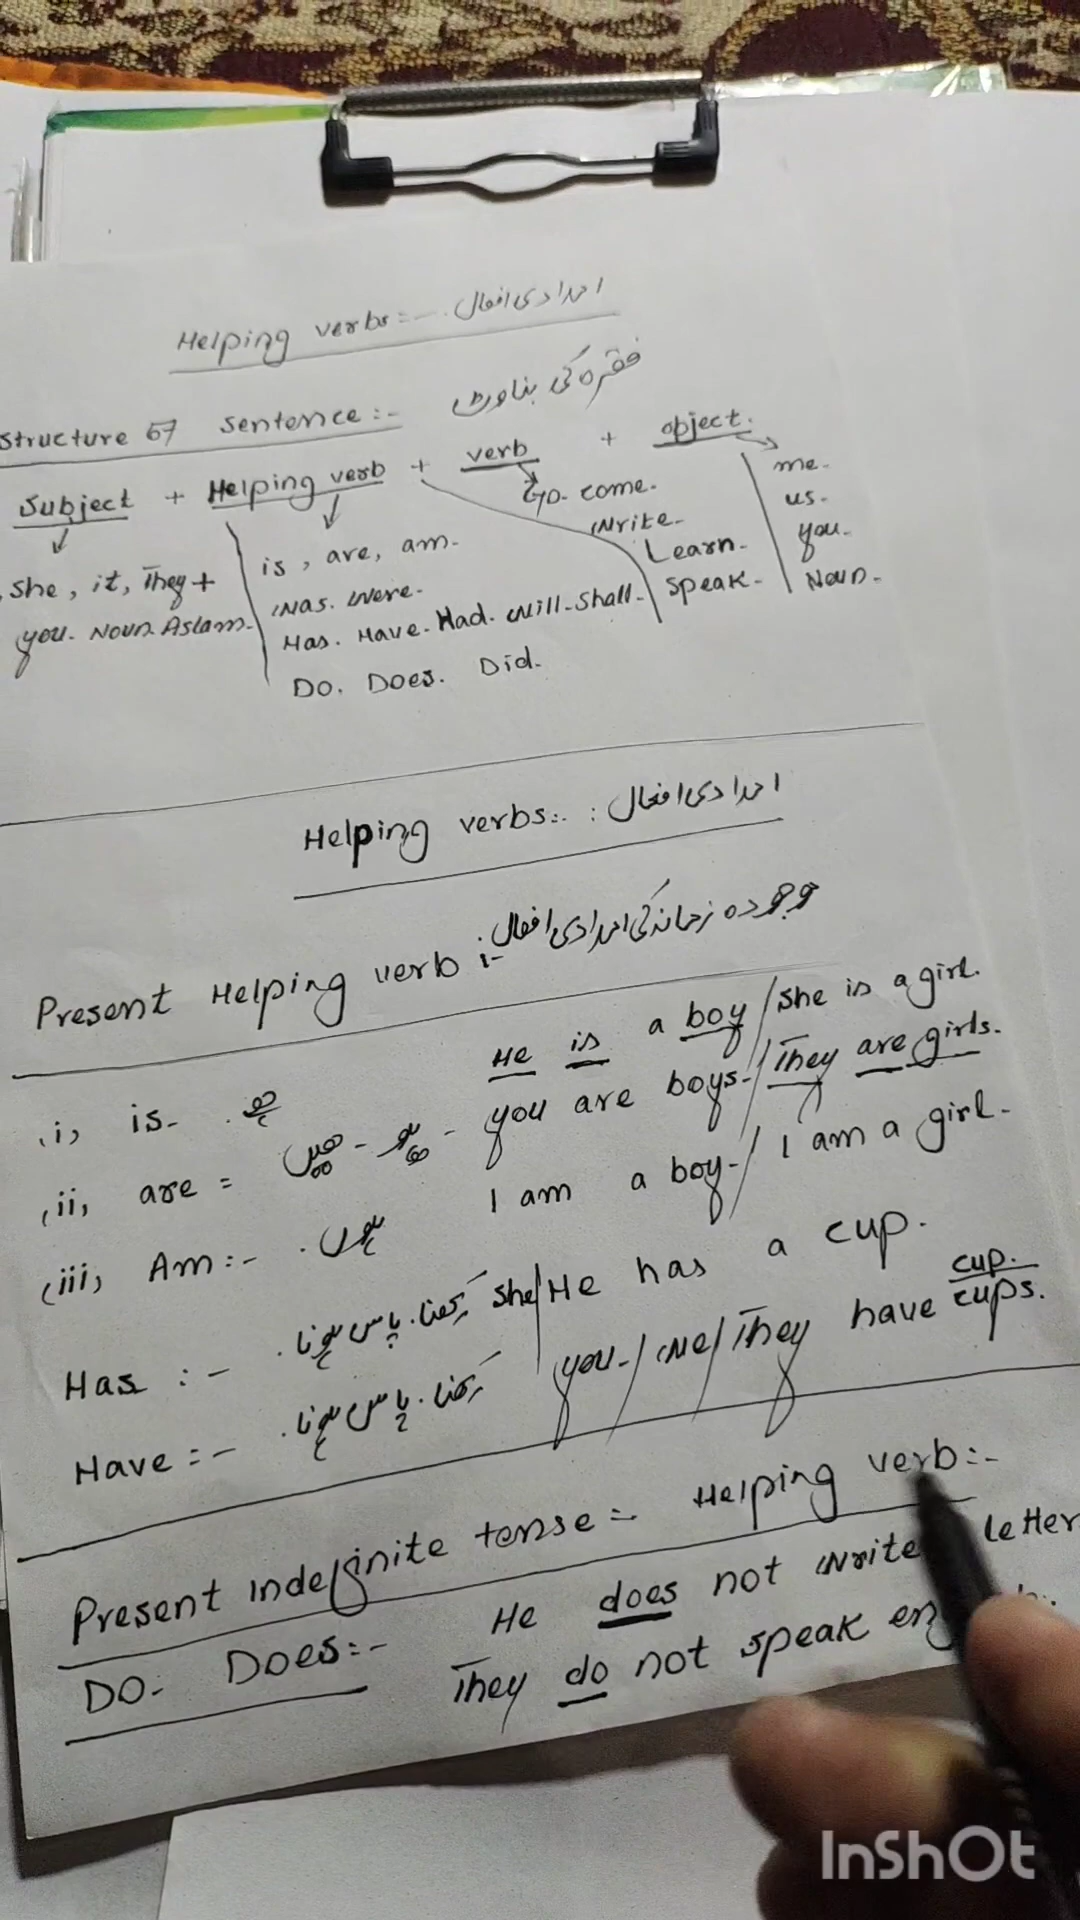 Helping verbs:- امدادی افعال
Structure of sentence:- فقرہ کی بناوٹ
Subject + Helping verb + verb + object.
She, it, They +
you. Noun. Aslam.
is, are, am.
Was. Were.
Has. Have. Had. Will. Shall.
Do. Does. Did.
Go. come.
Write.
Learn.
Speak.
me.
us.
you.
Noun.
Helping verbs:. : امدادی افعال
Present Helping verb :- موجودہ زمانہ کی امدادی افعال
(i) is- ہے. He is a boy / She is a girl.
(ii) are = ہیں - ہو - you are boys- / They are girls.
(iii) Am:- ہوں. I am a boy- / I am a girl-
Has :- رکھنا. پاس ہونا. She/He has a cup.
Have:- رکھنا. پاس ہونا. you-/We/They have cup. cups.
Present indefinite tense:- Helping verb:-
DO. Does:- He does not write letter
They do not speak
InShOt